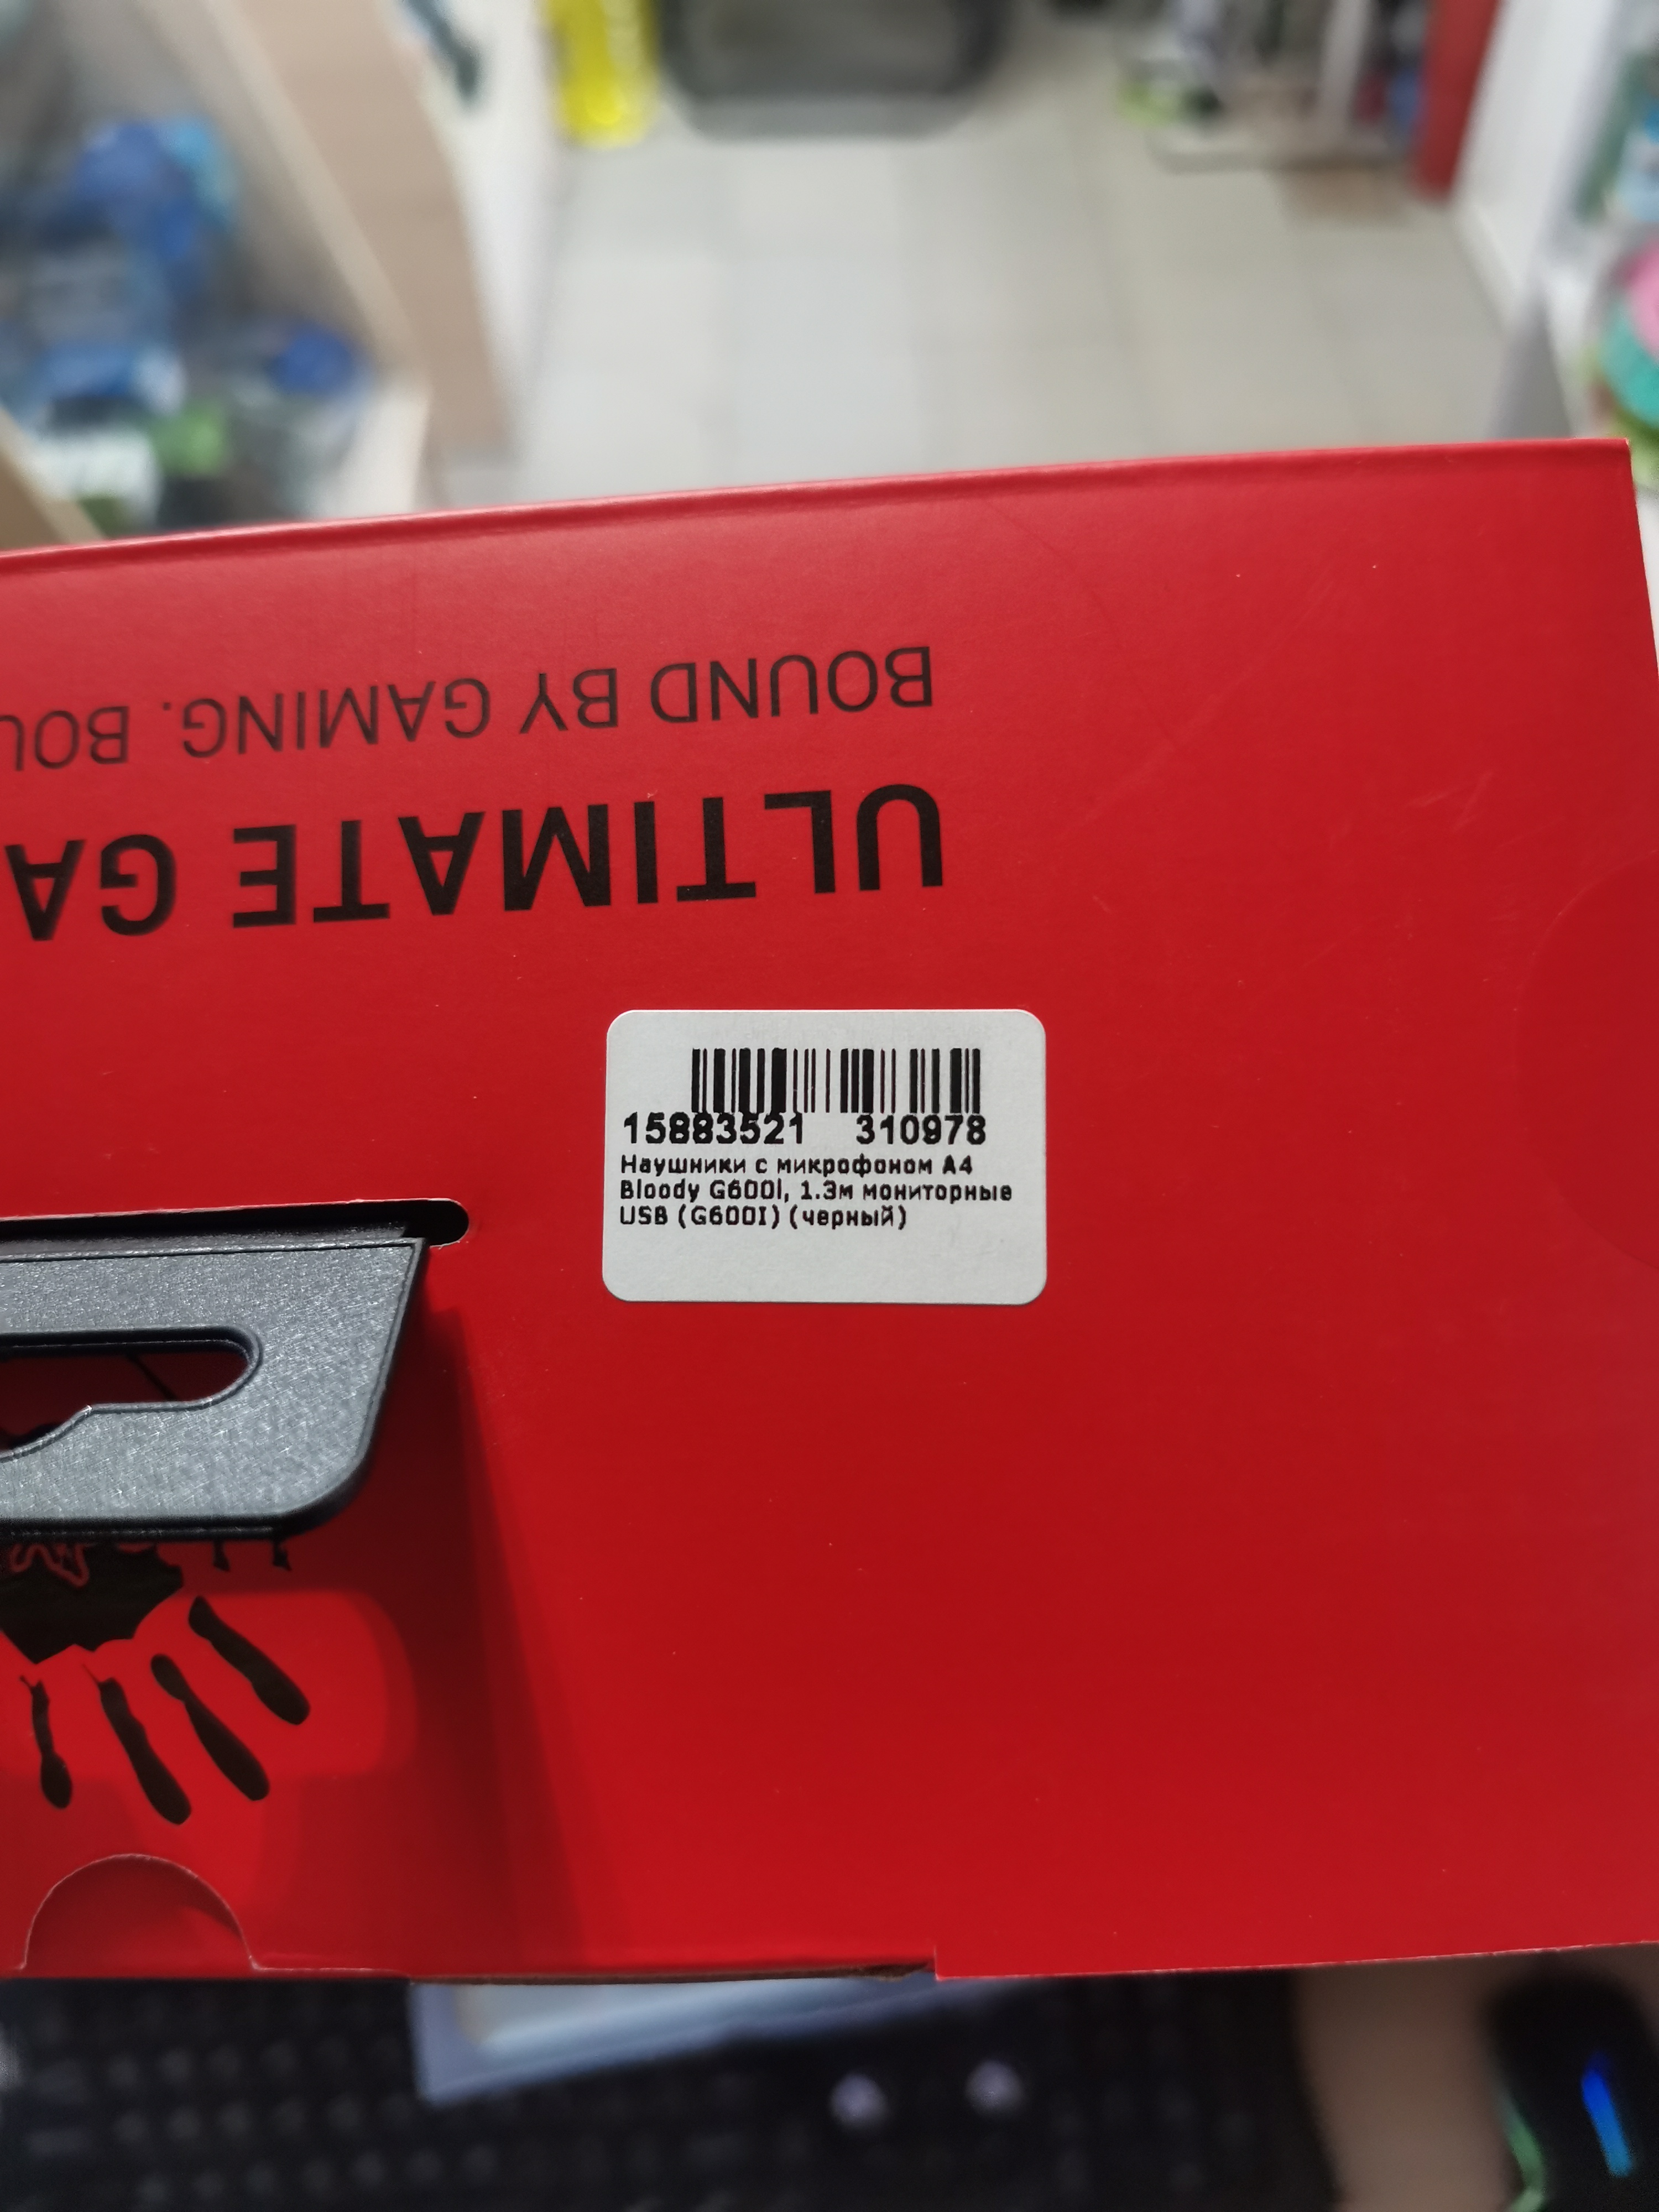 BOUND BY GAMING. BOU
ULTIMATE GA
15883521 310978
Наушники с микрофоном A4
Bloody G600i, 1.3м мониторные
USB (G600I) (черный)